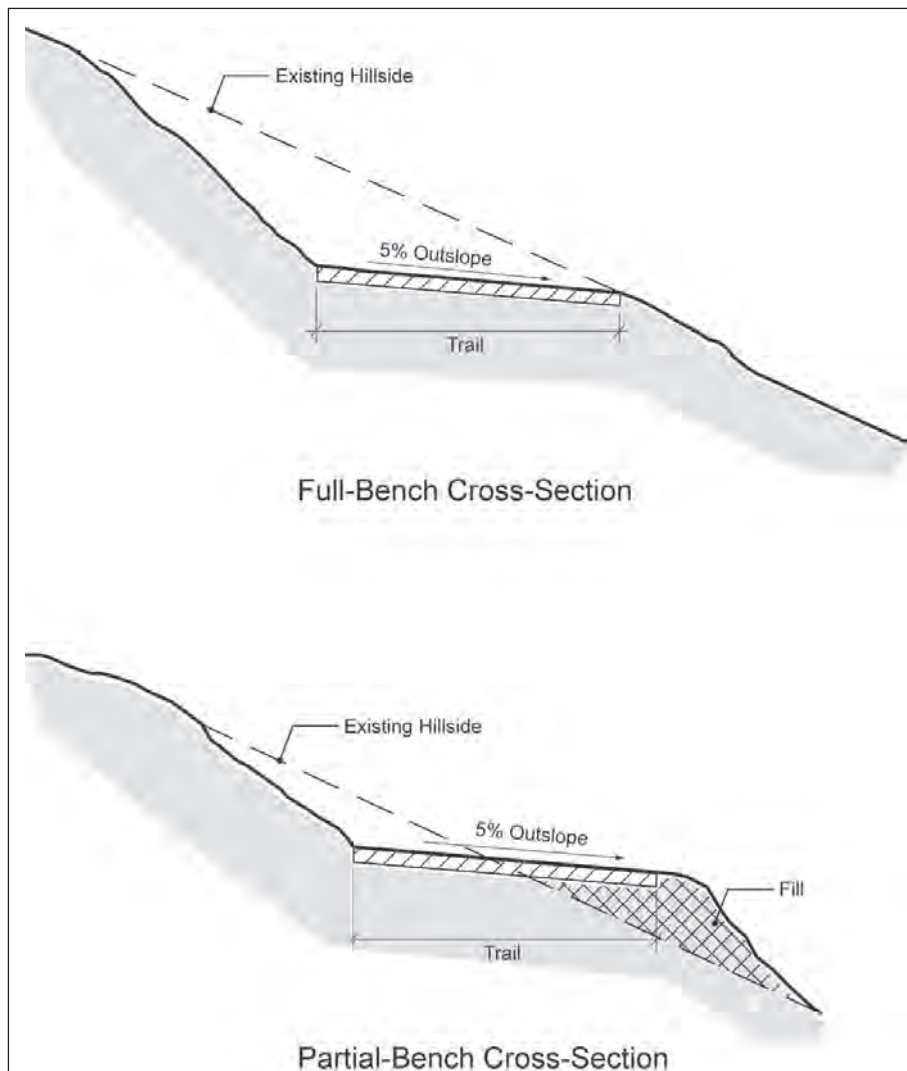 Existing Hillside
5% Outslope
Trail
Full-Bench Cross-Section
Existing Hillside
5% Outslope
Fill
Trail
Partial-Bench Cross-Section